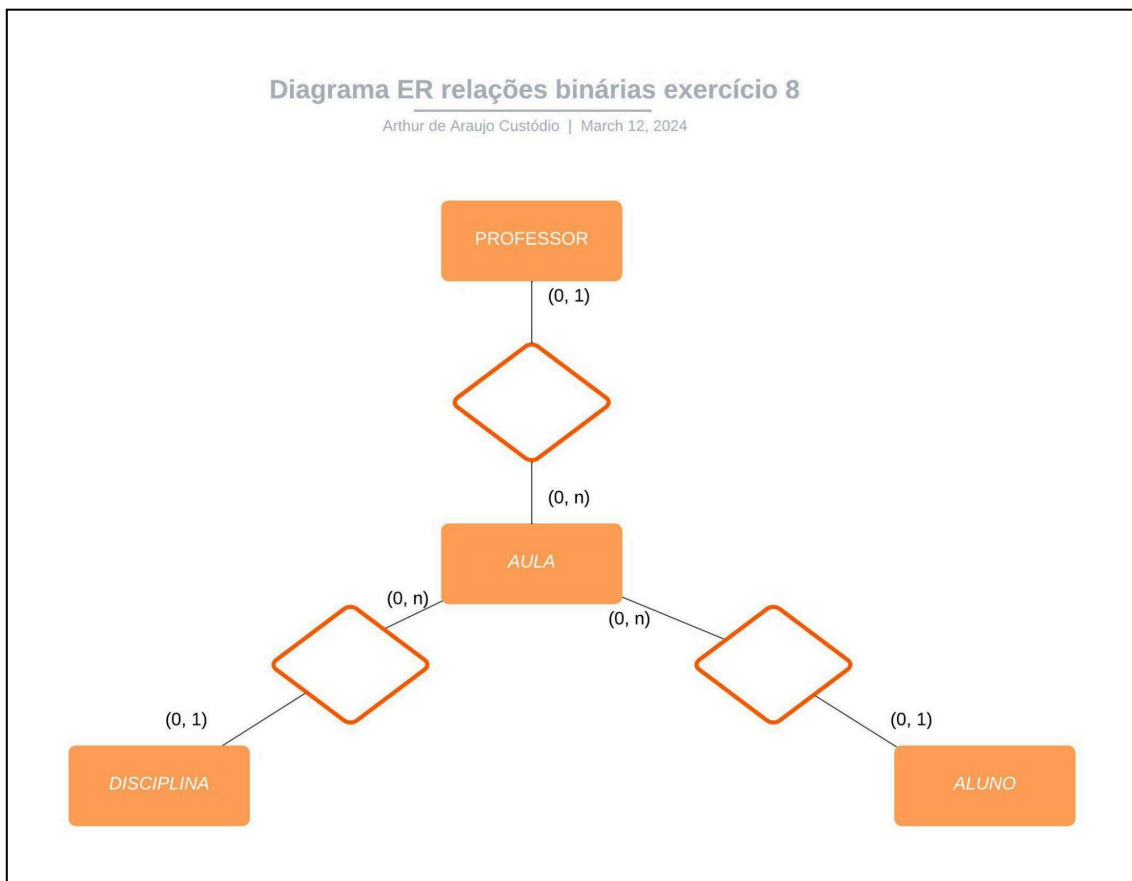 Diagrama ER relações binárias exercício 8
Arthur de Araujo Custódio | March 12, 2024
PROFESSOR
(0, 1)
(0, n)
AULA
(0, n)
(0, n)
(0, 1)
(0, 1)
DISCIPLINA
ALUNO